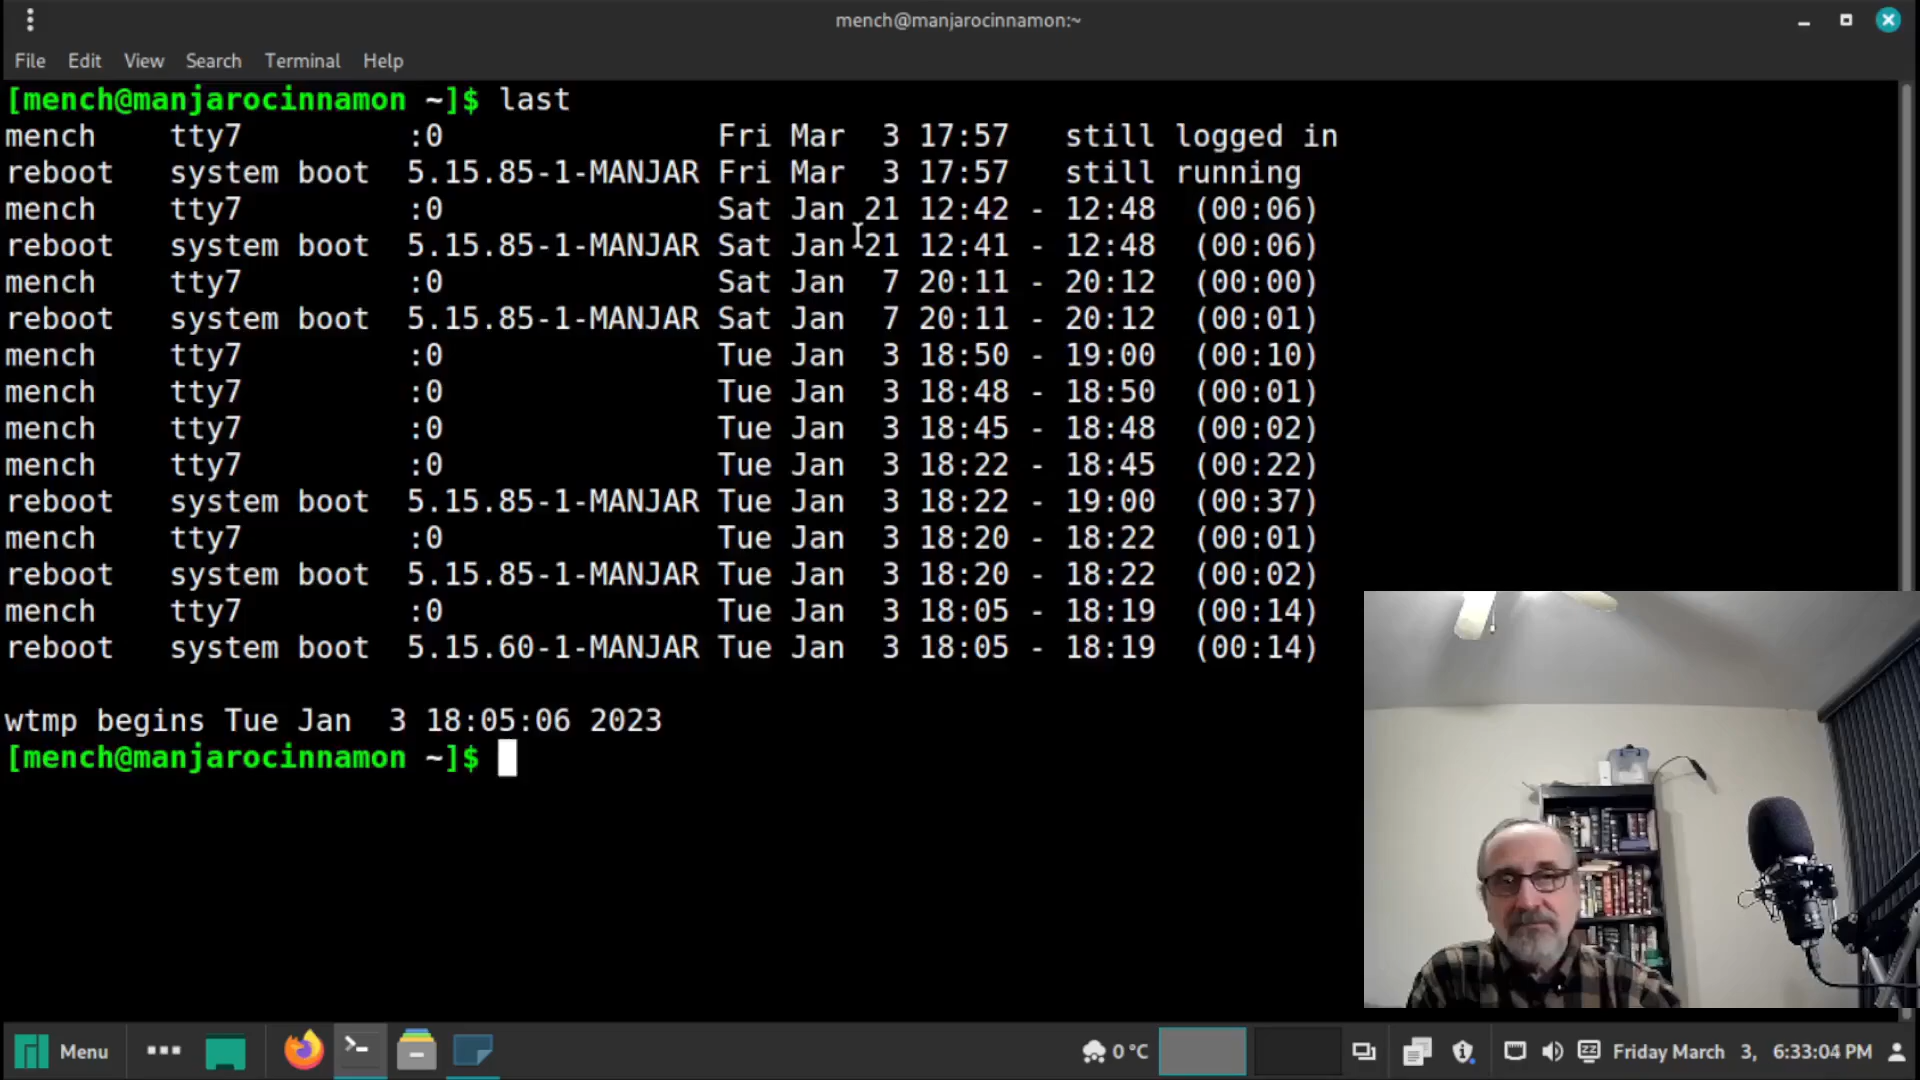 mench@manjarocinnamon:~
File Edit View Search Terminal Help
[mench@manjarocinnamon ~]$ last
mench    tty7         :0               Fri Mar  3 17:57   still logged in
reboot   system boot  5.15.85-1-MANJAR Fri Mar  3 17:57   still running
mench    tty7         :0               Sat Jan 21 12:42 - 12:48  (00:06)
reboot   system boot  5.15.85-1-MANJAR Sat Jan 21 12:41 - 12:48  (00:06)
mench    tty7         :0               Sat Jan  7 20:11 - 20:12  (00:00)
reboot   system boot  5.15.85-1-MANJAR Sat Jan  7 20:11 - 20:12  (00:01)
mench    tty7         :0               Tue Jan  3 18:50 - 19:00  (00:10)
mench    tty7         :0               Tue Jan  3 18:48 - 18:50  (00:01)
mench    tty7         :0               Tue Jan  3 18:45 - 18:48  (00:02)
mench    tty7         :0               Tue Jan  3 18:22 - 18:45  (00:22)
reboot   system boot  5.15.85-1-MANJAR Tue Jan  3 18:22 - 19:00  (00:37)
mench    tty7         :0               Tue Jan  3 18:20 - 18:22  (00:01)
reboot   system boot  5.15.85-1-MANJAR Tue Jan  3 18:20 - 18:22  (00:02)
mench    tty7         :0               Tue Jan  3 18:05 - 18:19  (00:14)
reboot   system boot  5.15.60-1-MANJAR Tue Jan  3 18:05 - 18:19  (00:14)
wtmp begins Tue Jan  3 18:05:06 2023
[mench@manjarocinnamon ~]$
Menu 0 °C Friday March 3, 6:33:04 PM